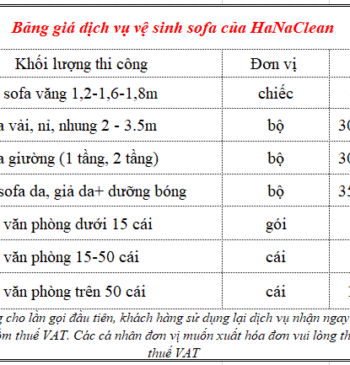 Bảng giá dịch vụ vệ sinh sofa của HaNaClean
Khối lượng thi công Đơn vị
sofa văng 1,2-1,6-1,8m chiếc
vải, nỉ, nhung 2 - 3.5m bộ 30
giường (1 tầng, 2 tầng) bộ 30
sofa da, giả da+ dưỡng bóng bộ 35
văn phòng dưới 15 cái gói
văn phòng 15-50 cái cái
văn phòng trên 50 cái cái
cho lần gọi đầu tiên, khách hàng sử dụng lại dịch vụ nhận ngay
thuế VAT. Các cá nhân đơn vị muốn xuất hóa đơn vui lòng
thuế VAT